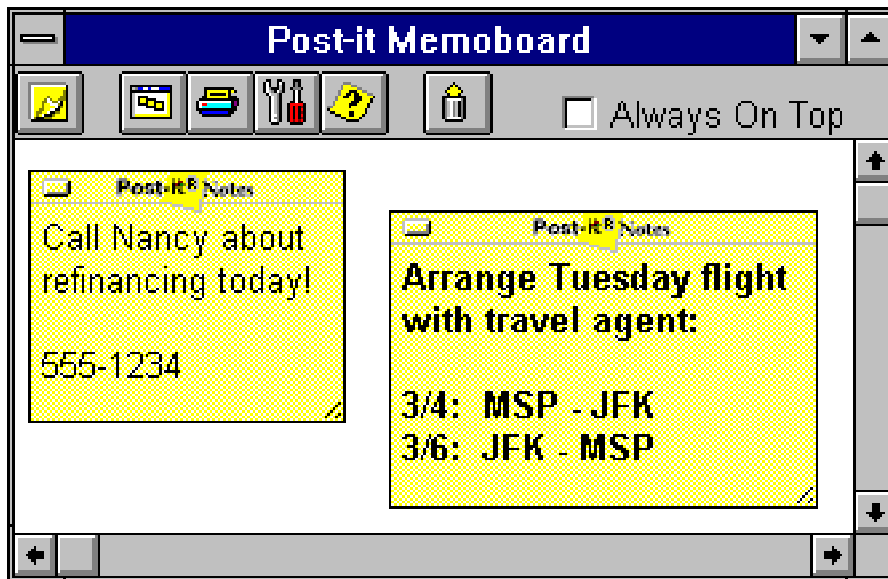 Post-it Memoboard
Always On Top
Post-it® Notes
Call Nancy about
refinancing today!
555-1234
Post-it® Notes
Arrange Tuesday flight
with travel agent:
3/4: MSP - JFK
3/6: JFK - MSP